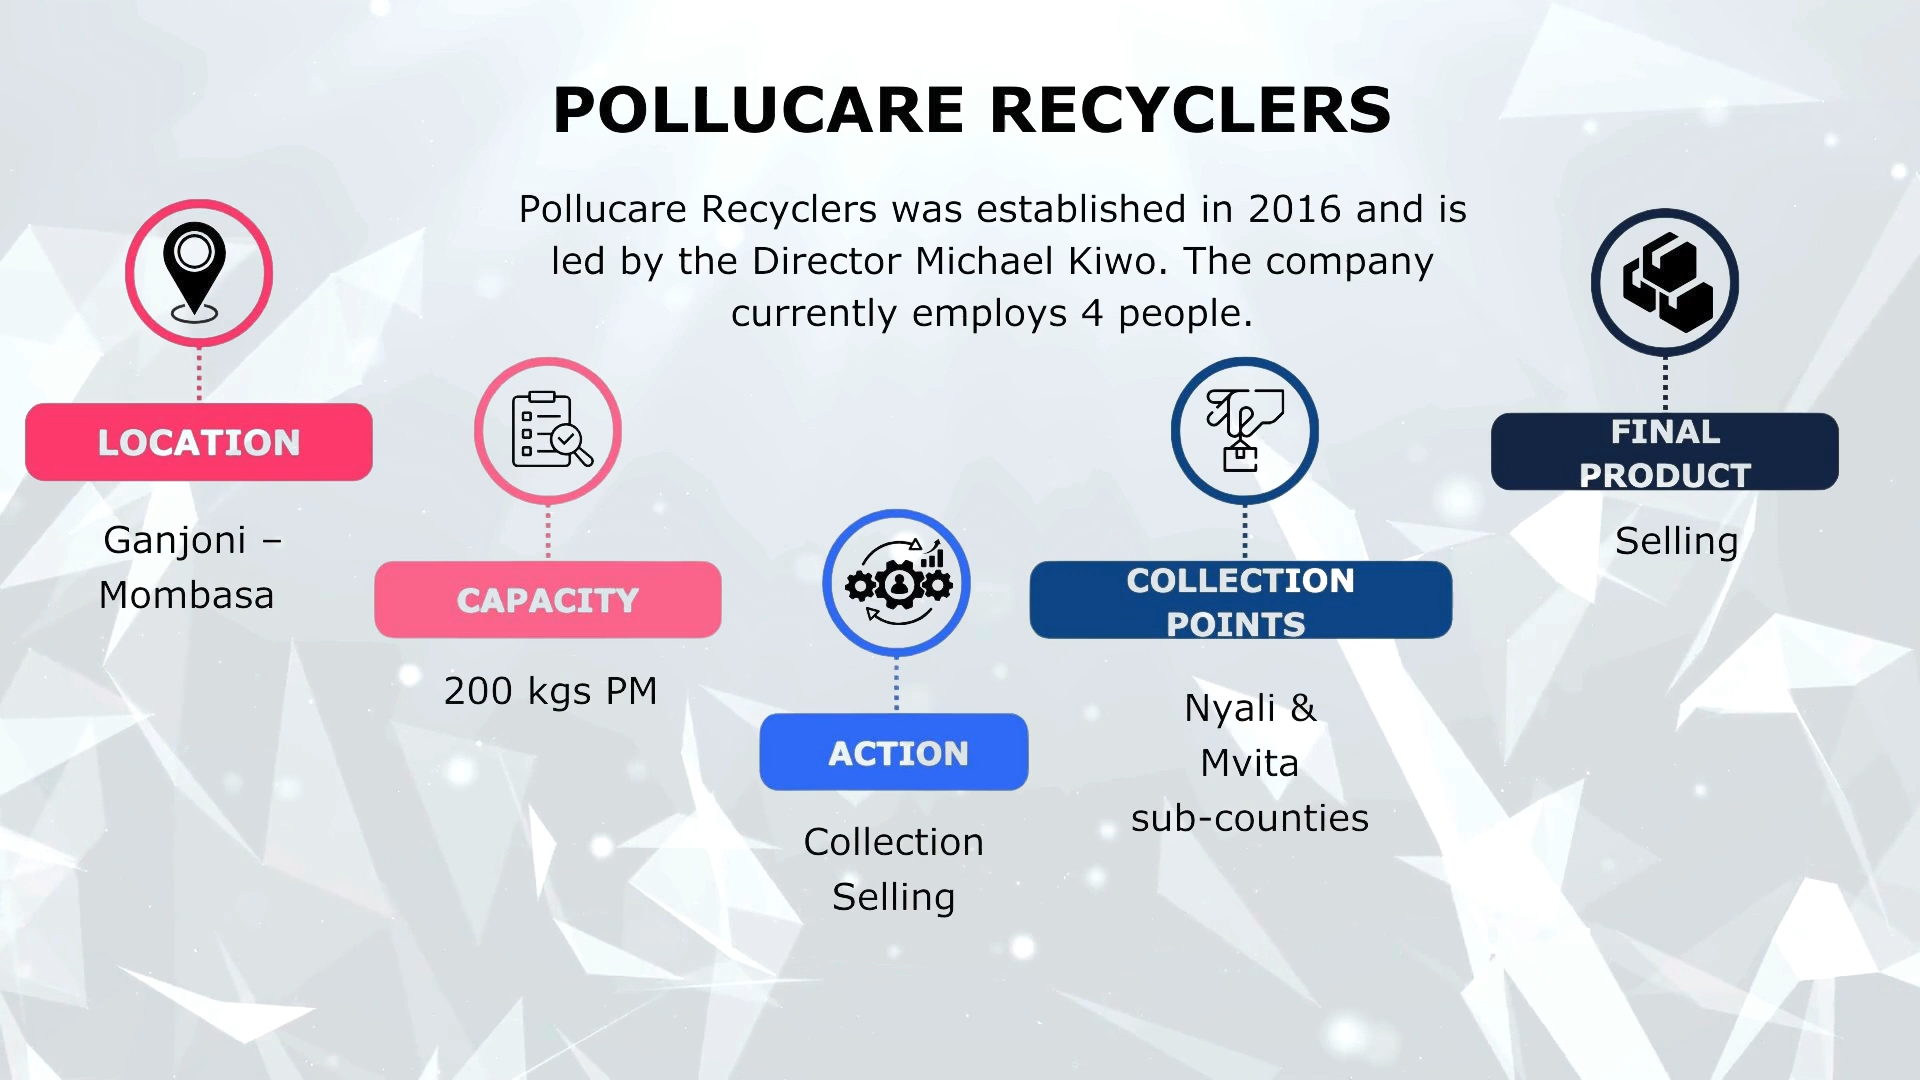 POLLUCARE RECYCLERS
Pollucare Recyclers was established in 2016 and is
led by the Director Michael Kiwo. The company
currently employs 4 people.
LOCATION
Ganjoni –
Mombasa
CAPACITY
200 kgs PM
ACTION
Collection
Selling
COLLECTION
POINTS
Nyali &
Mvita
sub-counties
FINAL
PRODUCT
Selling